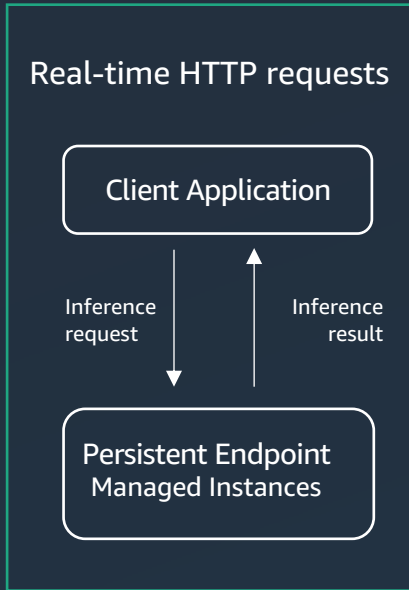 Real-time HTTP requests
Client Application
Inference
request
Inference
result
Persistent Endpoint
Managed Instances